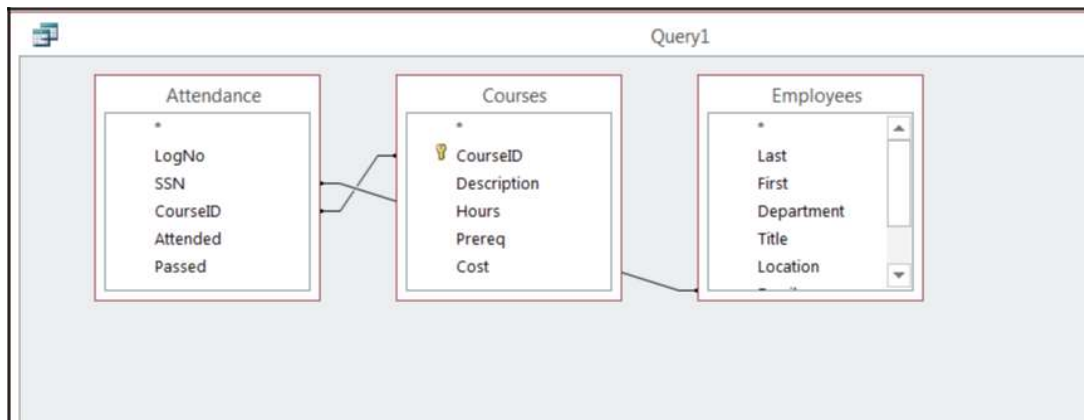 Query1
Attendance
*
LogNo
SSN
CourseID
Attended
Passed
Courses
*
CourseID
Description
Hours
Prereq
Cost
Employees
*
Last
First
Department
Title
Location